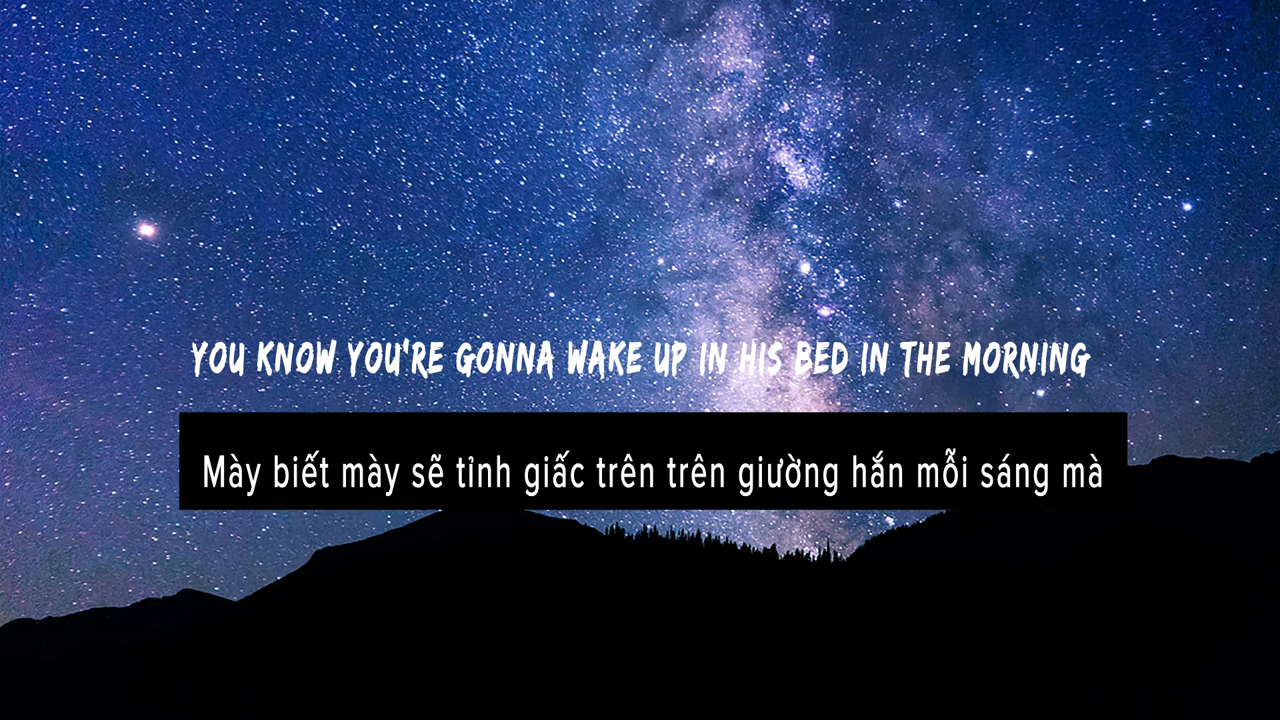 YOU KNOW YOU'RE GONNA WAKE UP IN HIS BED IN THE MORNING
Mày biết mày sẽ tỉnh giấc trên trên giường hắn mỗi sáng mà